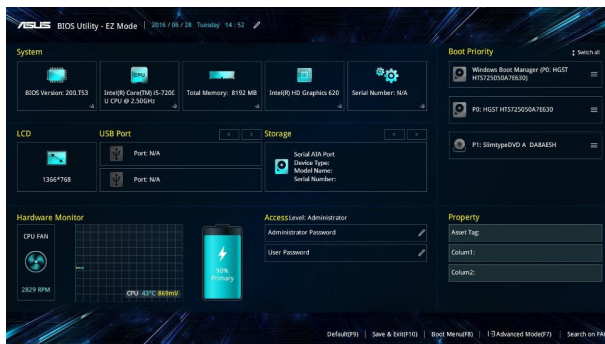 ASUS BIOS Utility - EZ Mode | 2016/06/28 Tuesday 14:52
System
BIOS Version: 200.T53
CPU
Intel(R) Core(TM) i5-7200
U CPU @ 2.50GHz
Total Memory: 8192 MB
Intel(R) HD Graphics 620
Serial Number: N/A
Boot Priority
Switch all
Windows Boot Manager (P0: HGST
HTS725050A7E630)
P0: HGST HTS725050A7E630
P1: SlimtypeDVD A DA8AESH
LCD
1366*768
USB Port
Port: N/A
Port: N/A
Storage
Serial ATA Port
Device Type:
Model Name:
Serial Number:
Hardware Monitor
CPU FAN
2829 RPM
CPU 43°C 869mV
90%
Primary
Access Level: Administrator
Administrator Password
User Password
Property
Asset Tag:
Colum1:
Colum2:
Default(F9) | Save & Exit(F10) | Boot Menu(F8) | Advanced Mode(F7) | Search on FA